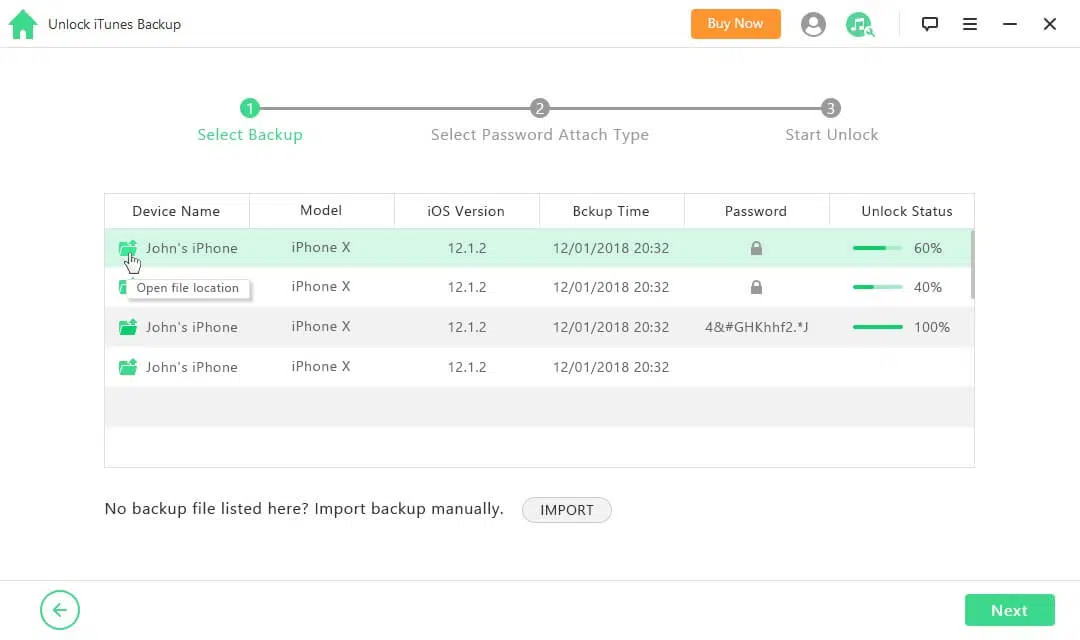 Unlock iTunes Backup
Buy Now
1 2 3
Select Backup Select Password Attach Type Start Unlock
Device Name Model iOS Version Bckup Time Password Unlock Status
John's iPhone iPhone X 12.1.2 12/01/2018 20:32 60%
Open file location iPhone X 12.1.2 12/01/2018 20:32 40%
John's iPhone iPhone X 12.1.2 12/01/2018 20:32 4&#GHKhhf2.*J 100%
John's iPhone iPhone X 12.1.2 12/01/2018 20:32
No backup file listed here? Import backup manually. IMPORT
Next